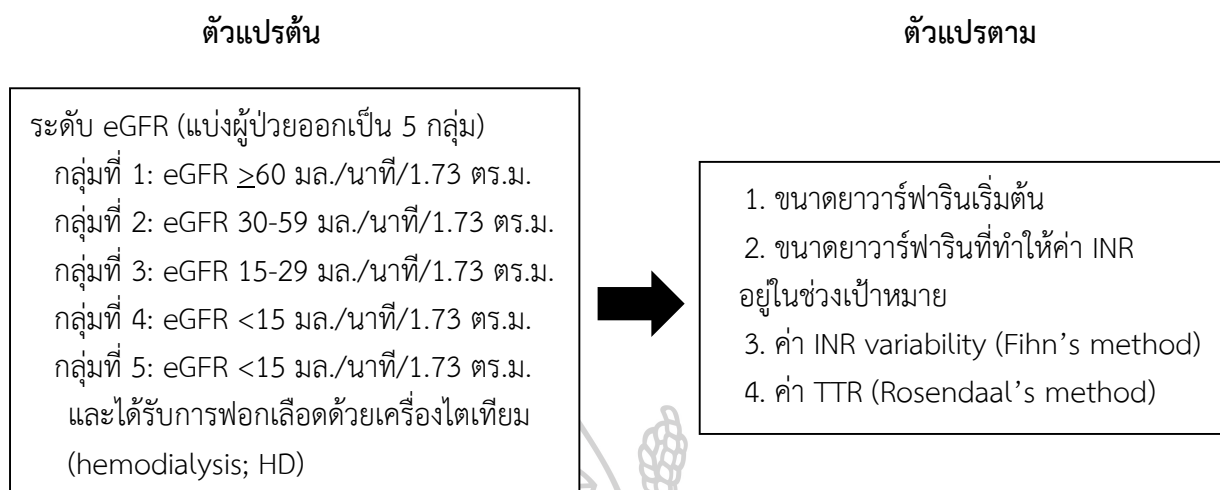 ตัวแปรต้น
ตัวแปรตาม
ระดับ eGFR (แบ่งผู้ป่วยออกเป็น 5 กลุ่ม)
กลุ่มที่ 1: eGFR ≥60 มล./นาที/1.73 ตร.ม.
กลุ่มที่ 2: eGFR 30-59 มล./นาที/1.73 ตร.ม.
กลุ่มที่ 3: eGFR 15-29 มล./นาที/1.73 ตร.ม.
กลุ่มที่ 4: eGFR <15 มล./นาที/1.73 ตร.ม.
กลุ่มที่ 5: eGFR <15 มล./นาที/1.73 ตร.ม.
และได้รับการฟอกเลือดด้วยเครื่องไตเทียม
(hemodialysis; HD)
1. ขนาดยาวาร์ฟารินเริ่มต้น
2. ขนาดยาวาร์ฟารินที่ทำให้ค่า INR
อยู่ในช่วงเป้าหมาย
3. ค่า INR variability (Fihn’s method)
4. ค่า TTR (Rosendaal’s method)